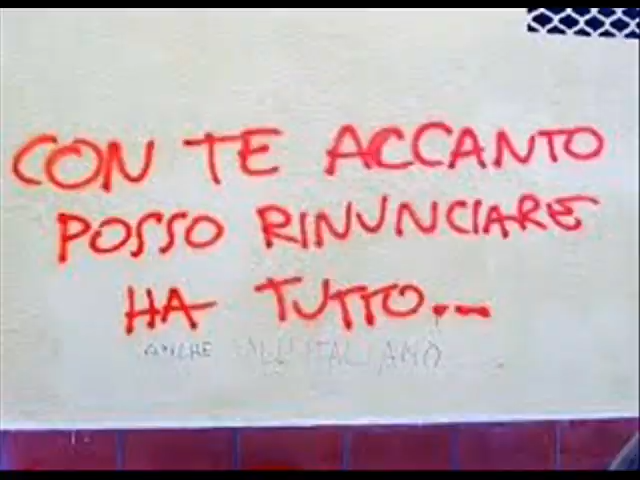 CON TE ACCANTO
POSSO RINUNCIARE
HA TUTTO...
ANCHE ALL'ITALIANO